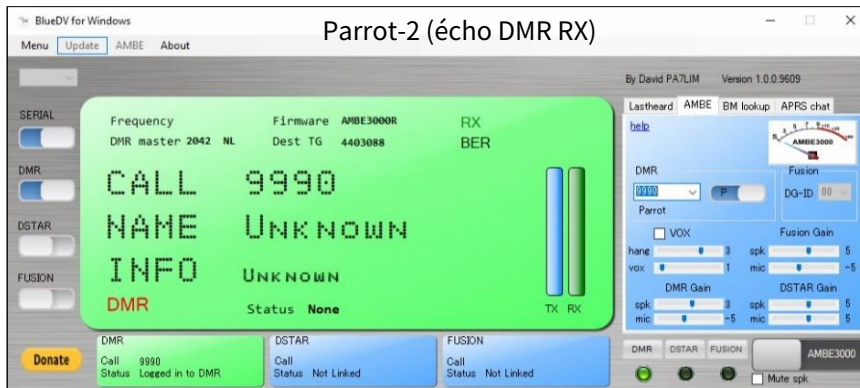 BlueDV for Windows
Parrot-2 (écho DMR RX)
Menu Update AMBE About
By David PA7LIM Version 1.0.0.9609
SERIAL
DMR
DSTAR
FUSION
Frequency Firmware AMBE3000R RX
DMR master 2042 NL Dest TG 4403088 BER
CALL 9990
NAME Unknown
INFO Unknown
DMR Status None TX RX
Lastheard AMBE BM lookup APRS chat
help
AMBE3000
DMR Fusion
9990 P DG-ID 00
Parrot
VOX Fusion Gain
hang 3 spk 5
vox 1 mic -5
DMR Gain DSTAR Gain
spk 3 spk 5
mic -5 mic 5
Donate
DMR
Call 9990
Status Logged in to DMR
DSTAR
Call
Status Not Linked
FUSION
Call
Status Not Linked
DMR DSTAR FUSION AMBE3000
Mute spk